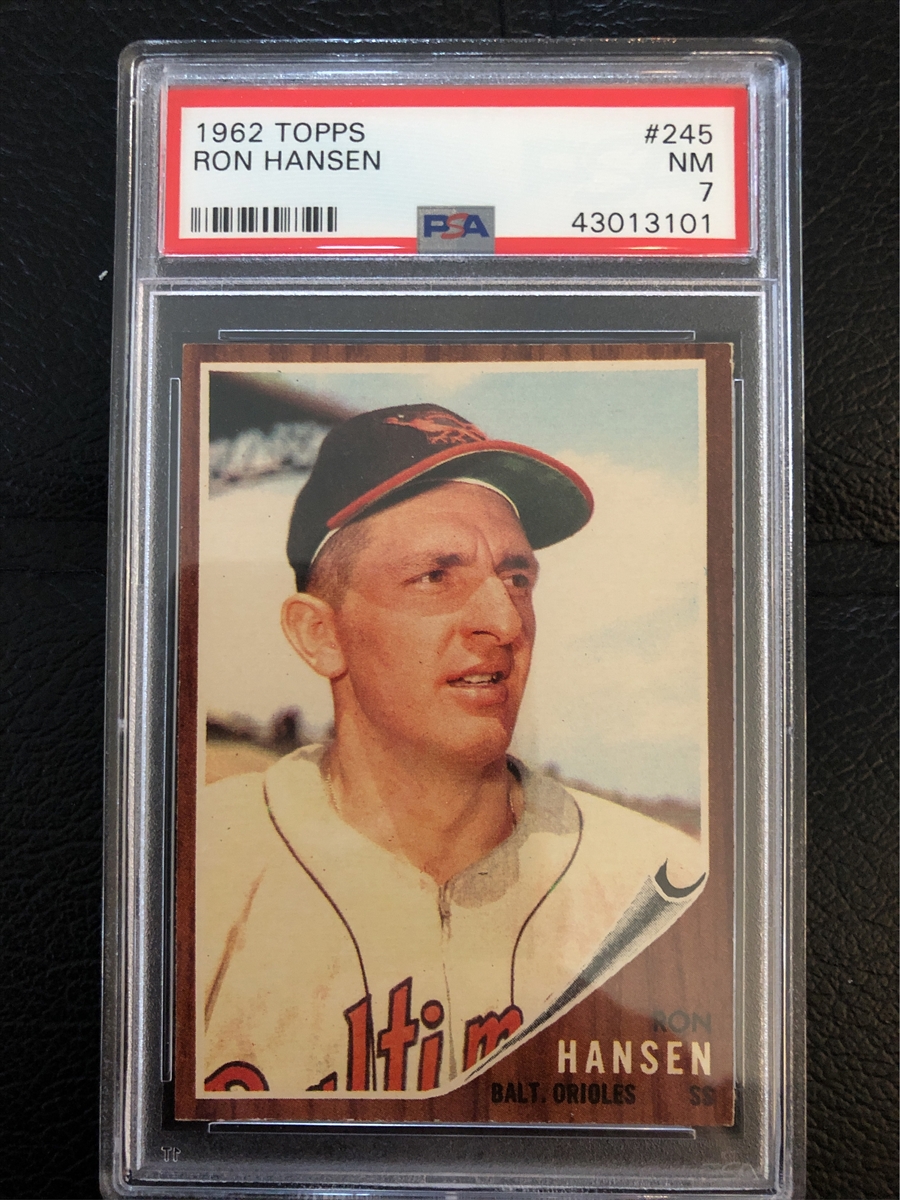 1962 TOPPS #245
RON HANSEN NM
7
PSA 43013101
Baltim
RON
HANSEN
BALT. ORIOLES SS